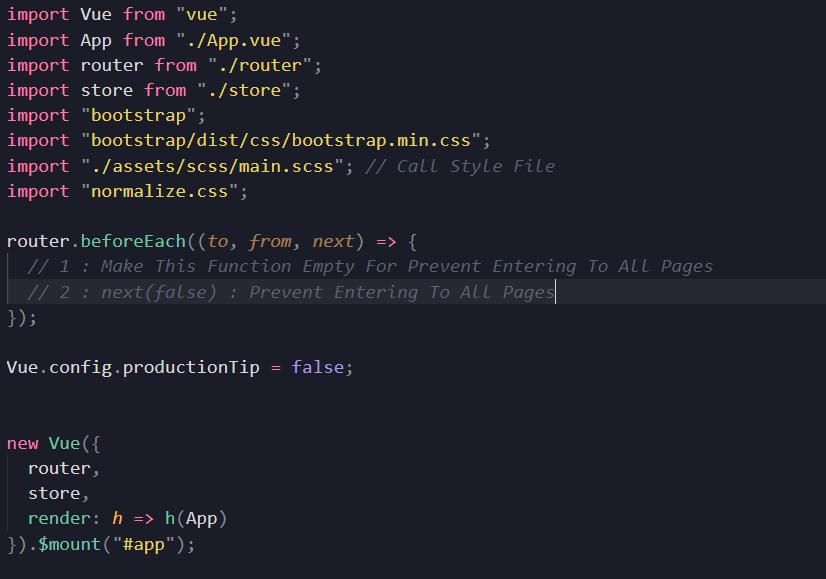 import Vue from "vue";
import App from "./App.vue";
import router from "./router";
import store from "./store";
import "bootstrap";
import "bootstrap/dist/css/bootstrap.min.css";
import "./assets/scss/main.scss"; // Call Style File
import "normalize.css";
router.beforeEach((to, from, next) => {
// 1 : Make This Function Empty For Prevent Entering To All Pages
// 2 : next(false) : Prevent Entering To All Pages
});
Vue.config.productionTip = false;
new Vue({
router,
store,
render: h => h(App)
}).$mount("#app");